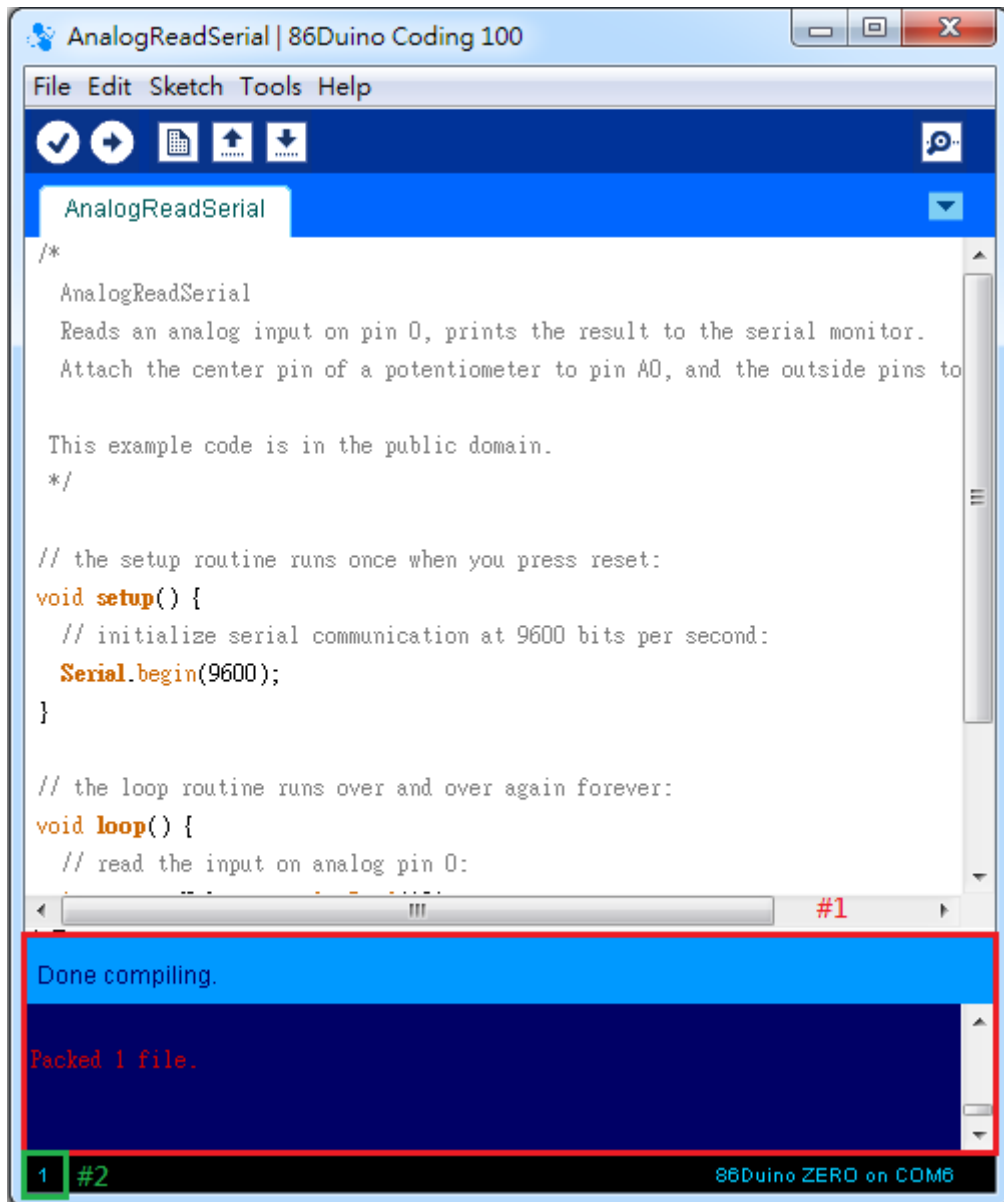 AnalogReadSerial | 86Duino Coding 100
File Edit Sketch Tools Help
AnalogReadSerial
/*
AnalogReadSerial
Reads an analog input on pin 0, prints the result to the serial monitor.
Attach the center pin of a potentiometer to pin A0, and the outside pins to
This example code is in the public domain.
*/
// the setup routine runs once when you press reset:
void setup() {
// initialize serial communication at 9600 bits per second:
Serial.begin(9600);
}
// the loop routine runs over and over again forever:
void loop() {
// read the input on analog pin 0:
#1
Done compiling.
Packed 1 file.
1 #2 86Duino ZERO on COM6